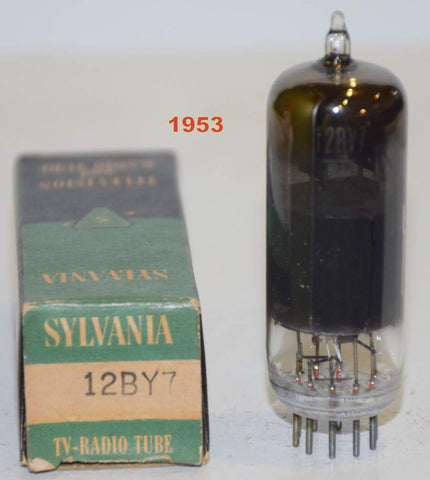 1953
12BY7
SYLVANIA
SYLVANIA
12BY7
TV-RADIO TUBE